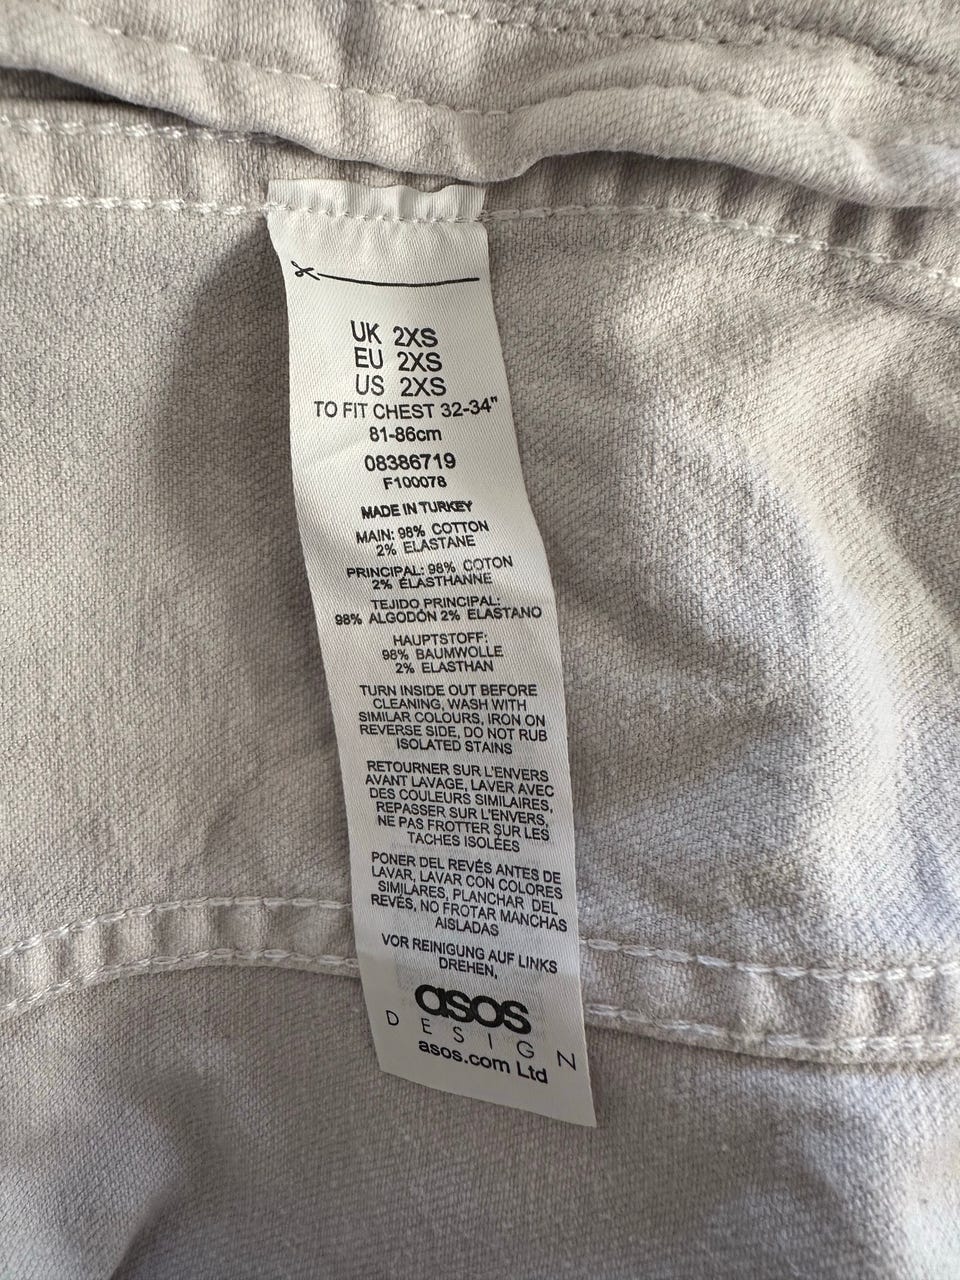 UK 2XS
EU 2XS
US 2XS
TO FIT CHEST 32-34"
81-86cm
08386719
F100078
MADE IN TURKEY
MAIN: 98% COTTON
2% ELASTANE
PRINCIPAL: 98% COTON
2% ÉLASTHANNE
TEJIDO PRINCIPAL:
98% ALGODÓN 2% ELASTANO
HAUPTSTOFF:
98% BAUMWOLLE
2% ELASTHAN
TURN INSIDE OUT BEFORE
CLEANING, WASH WITH
SIMILAR COLOURS, IRON ON
REVERSE SIDE, DO NOT RUB
ISOLATED STAINS
RETOURNER SUR L'ENVERS
AVANT LAVAGE, LAVER AVEC
DES COULEURS SIMILAIRES,
REPASSER SUR L'ENVERS,
NE PAS FROTTER SUR LES
TACHES ISOLÉES
PONER DEL REVÉS ANTES DE
LAVAR, LAVAR CON COLORES
SIMILARES, PLANCHAR DEL
REVÉS, NO FROTAR MANCHAS
AISLADAS
VOR REINIGUNG AUF LINKS
DREHEN,
asos
DESIGN
asos.com Ltd